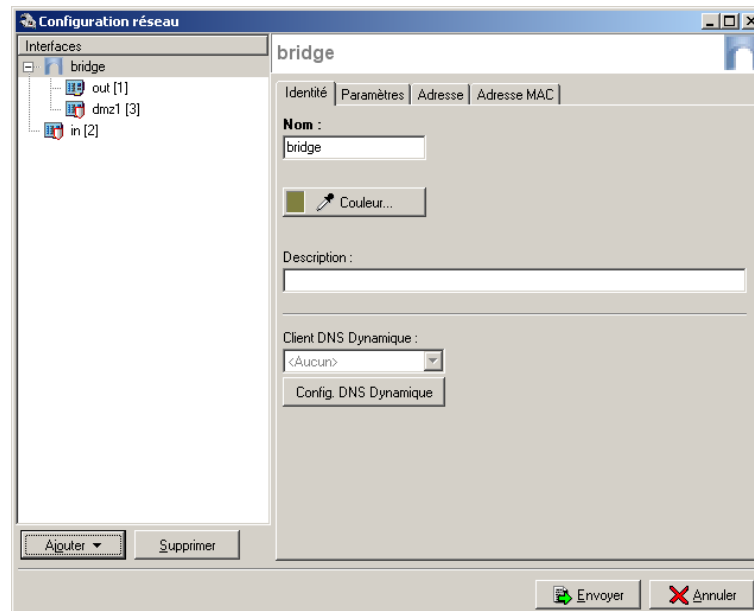 Configuration réseau
Interfaces
bridge
out [1]
dmz1 [3]
in [2]
bridge
Identité Paramètres Adresse Adresse MAC
Nom :
bridge
Couleur...
Description :
Client DNS Dynamique :
<Aucun>
Config. DNS Dynamique
Ajouter Supprimer
Envoyer Annuler